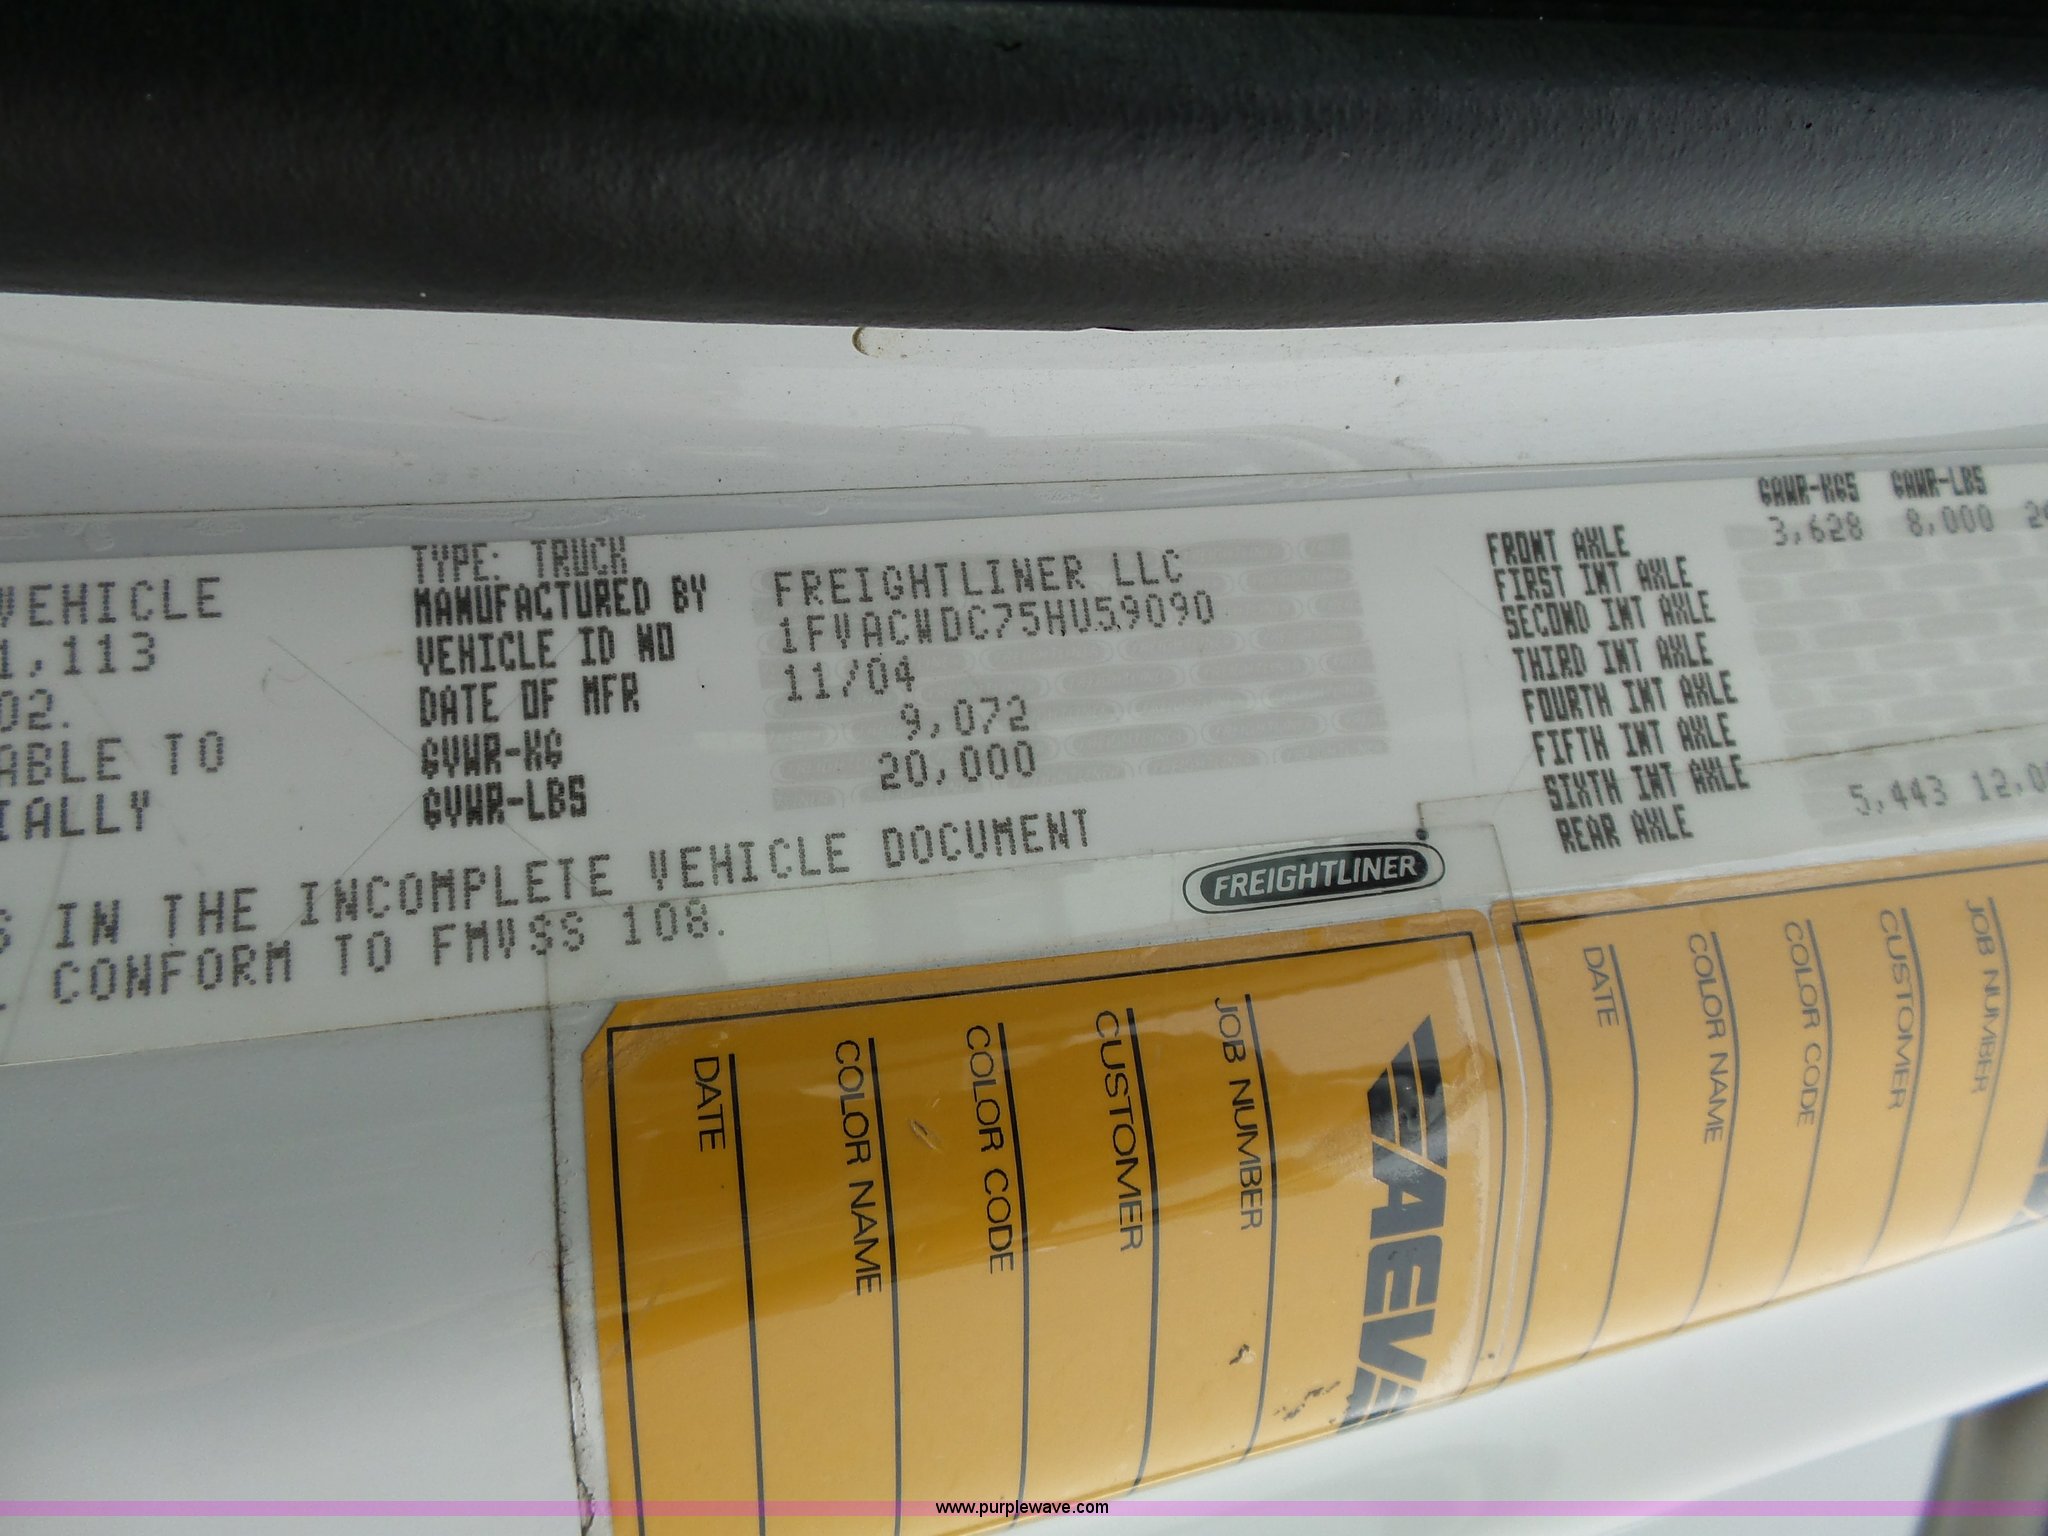 TYPE: TRUCK
MANUFACTURED BY FREIGHTLINER LLC
VEHICLE ID NO 1FVACWDC75HU59090
DATE OF MFR 11/04
GVWR-KG 9,072
GVWR-LBS 20,000
VEHICLE
1,113
02.
ABLE TO
IALLY
IN THE INCOMPLETE VEHICLE DOCUMENT
CONFORM TO FMVSS 108.
FREIGHTLINER
GAWR-KGS GAWR-LBS
FRONT AXLE 3,628 8,000
FIRST INT AXLE
SECOND INT AXLE
THIRD INT AXLE
FOURTH INT AXLE
FIFTH INT AXLE
SIXTH INT AXLE
REAR AXLE 5,443 12,0
AEV
JOB NUMBER
CUSTOMER
COLOR CODE
COLOR NAME
DATE
JOB NUMBER
CUSTOMER
COLOR CODE
COLOR NAME
DATE
www.purplewave.com